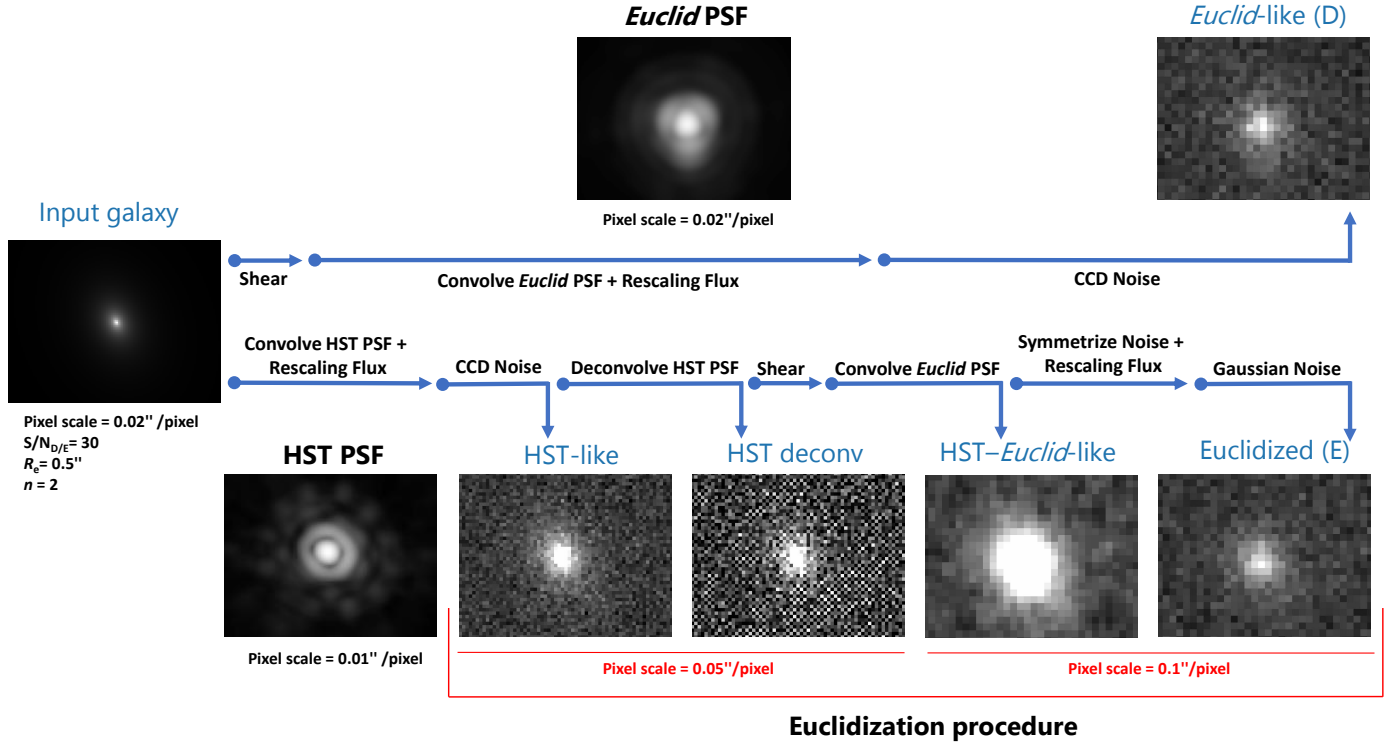 Euclid PSF
Euclid-like (D)
Pixel scale = 0.02''/pixel
Input galaxy
Shear
Convolve Euclid PSF + Rescaling Flux
CCD Noise
Convolve HST PSF +
Rescaling Flux
CCD Noise
Deconvolve HST PSF
Shear
Convolve Euclid PSF
Symmetrize Noise +
Rescaling Flux
Gaussian Noise
Pixel scale = 0.02'' /pixel
S/N_D/E= 30
R_e= 0.5''
n = 2
HST PSF
HST-like
HST deconv
HST–Euclid-like
Euclidized (E)
Pixel scale = 0.01'' /pixel
Pixel scale = 0.05''/pixel
Pixel scale = 0.1''/pixel
Euclidization procedure